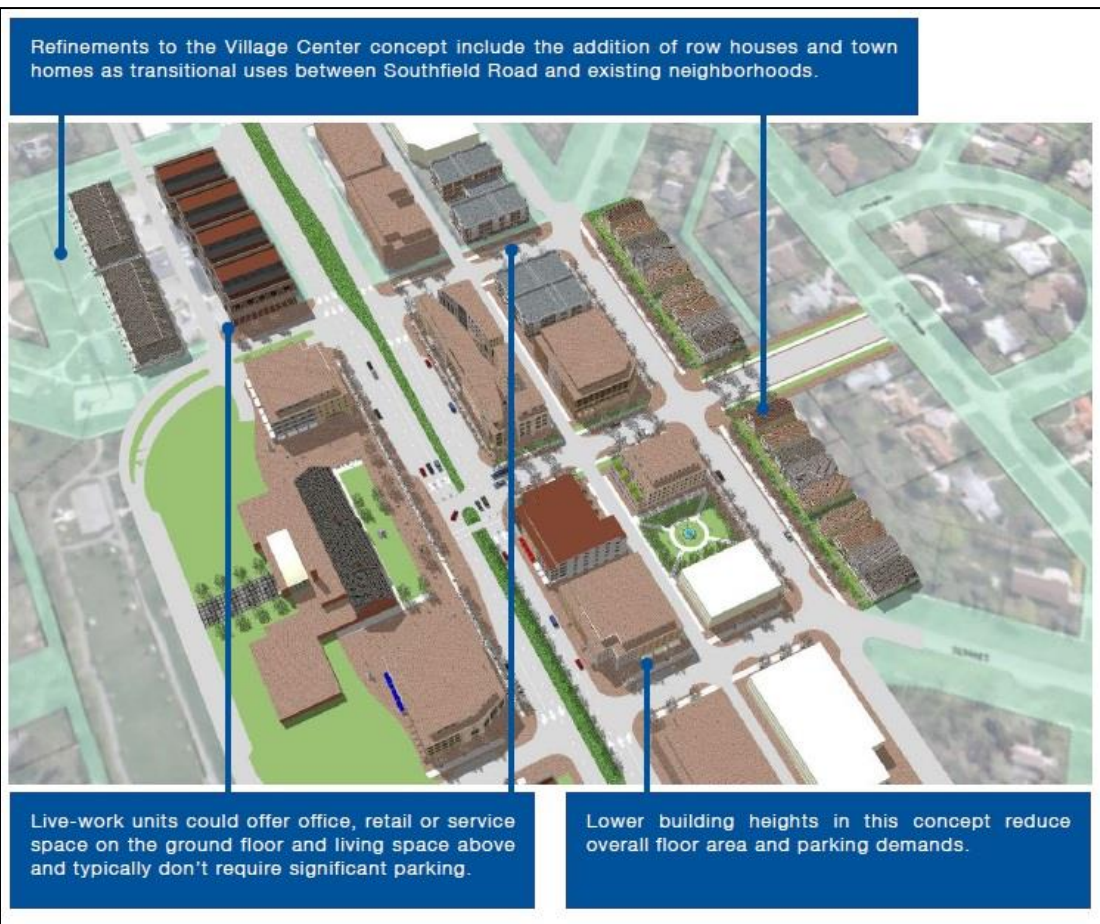 Refinements to the Village Center concept include the addition of row houses and town
homes as transitional uses between Southfield Road and existing neighborhoods.
Live-work units could offer office, retail or service
space on the ground floor and living space above
and typically don't require significant parking.
Lower building heights in this concept reduce
overall floor area and parking demands.